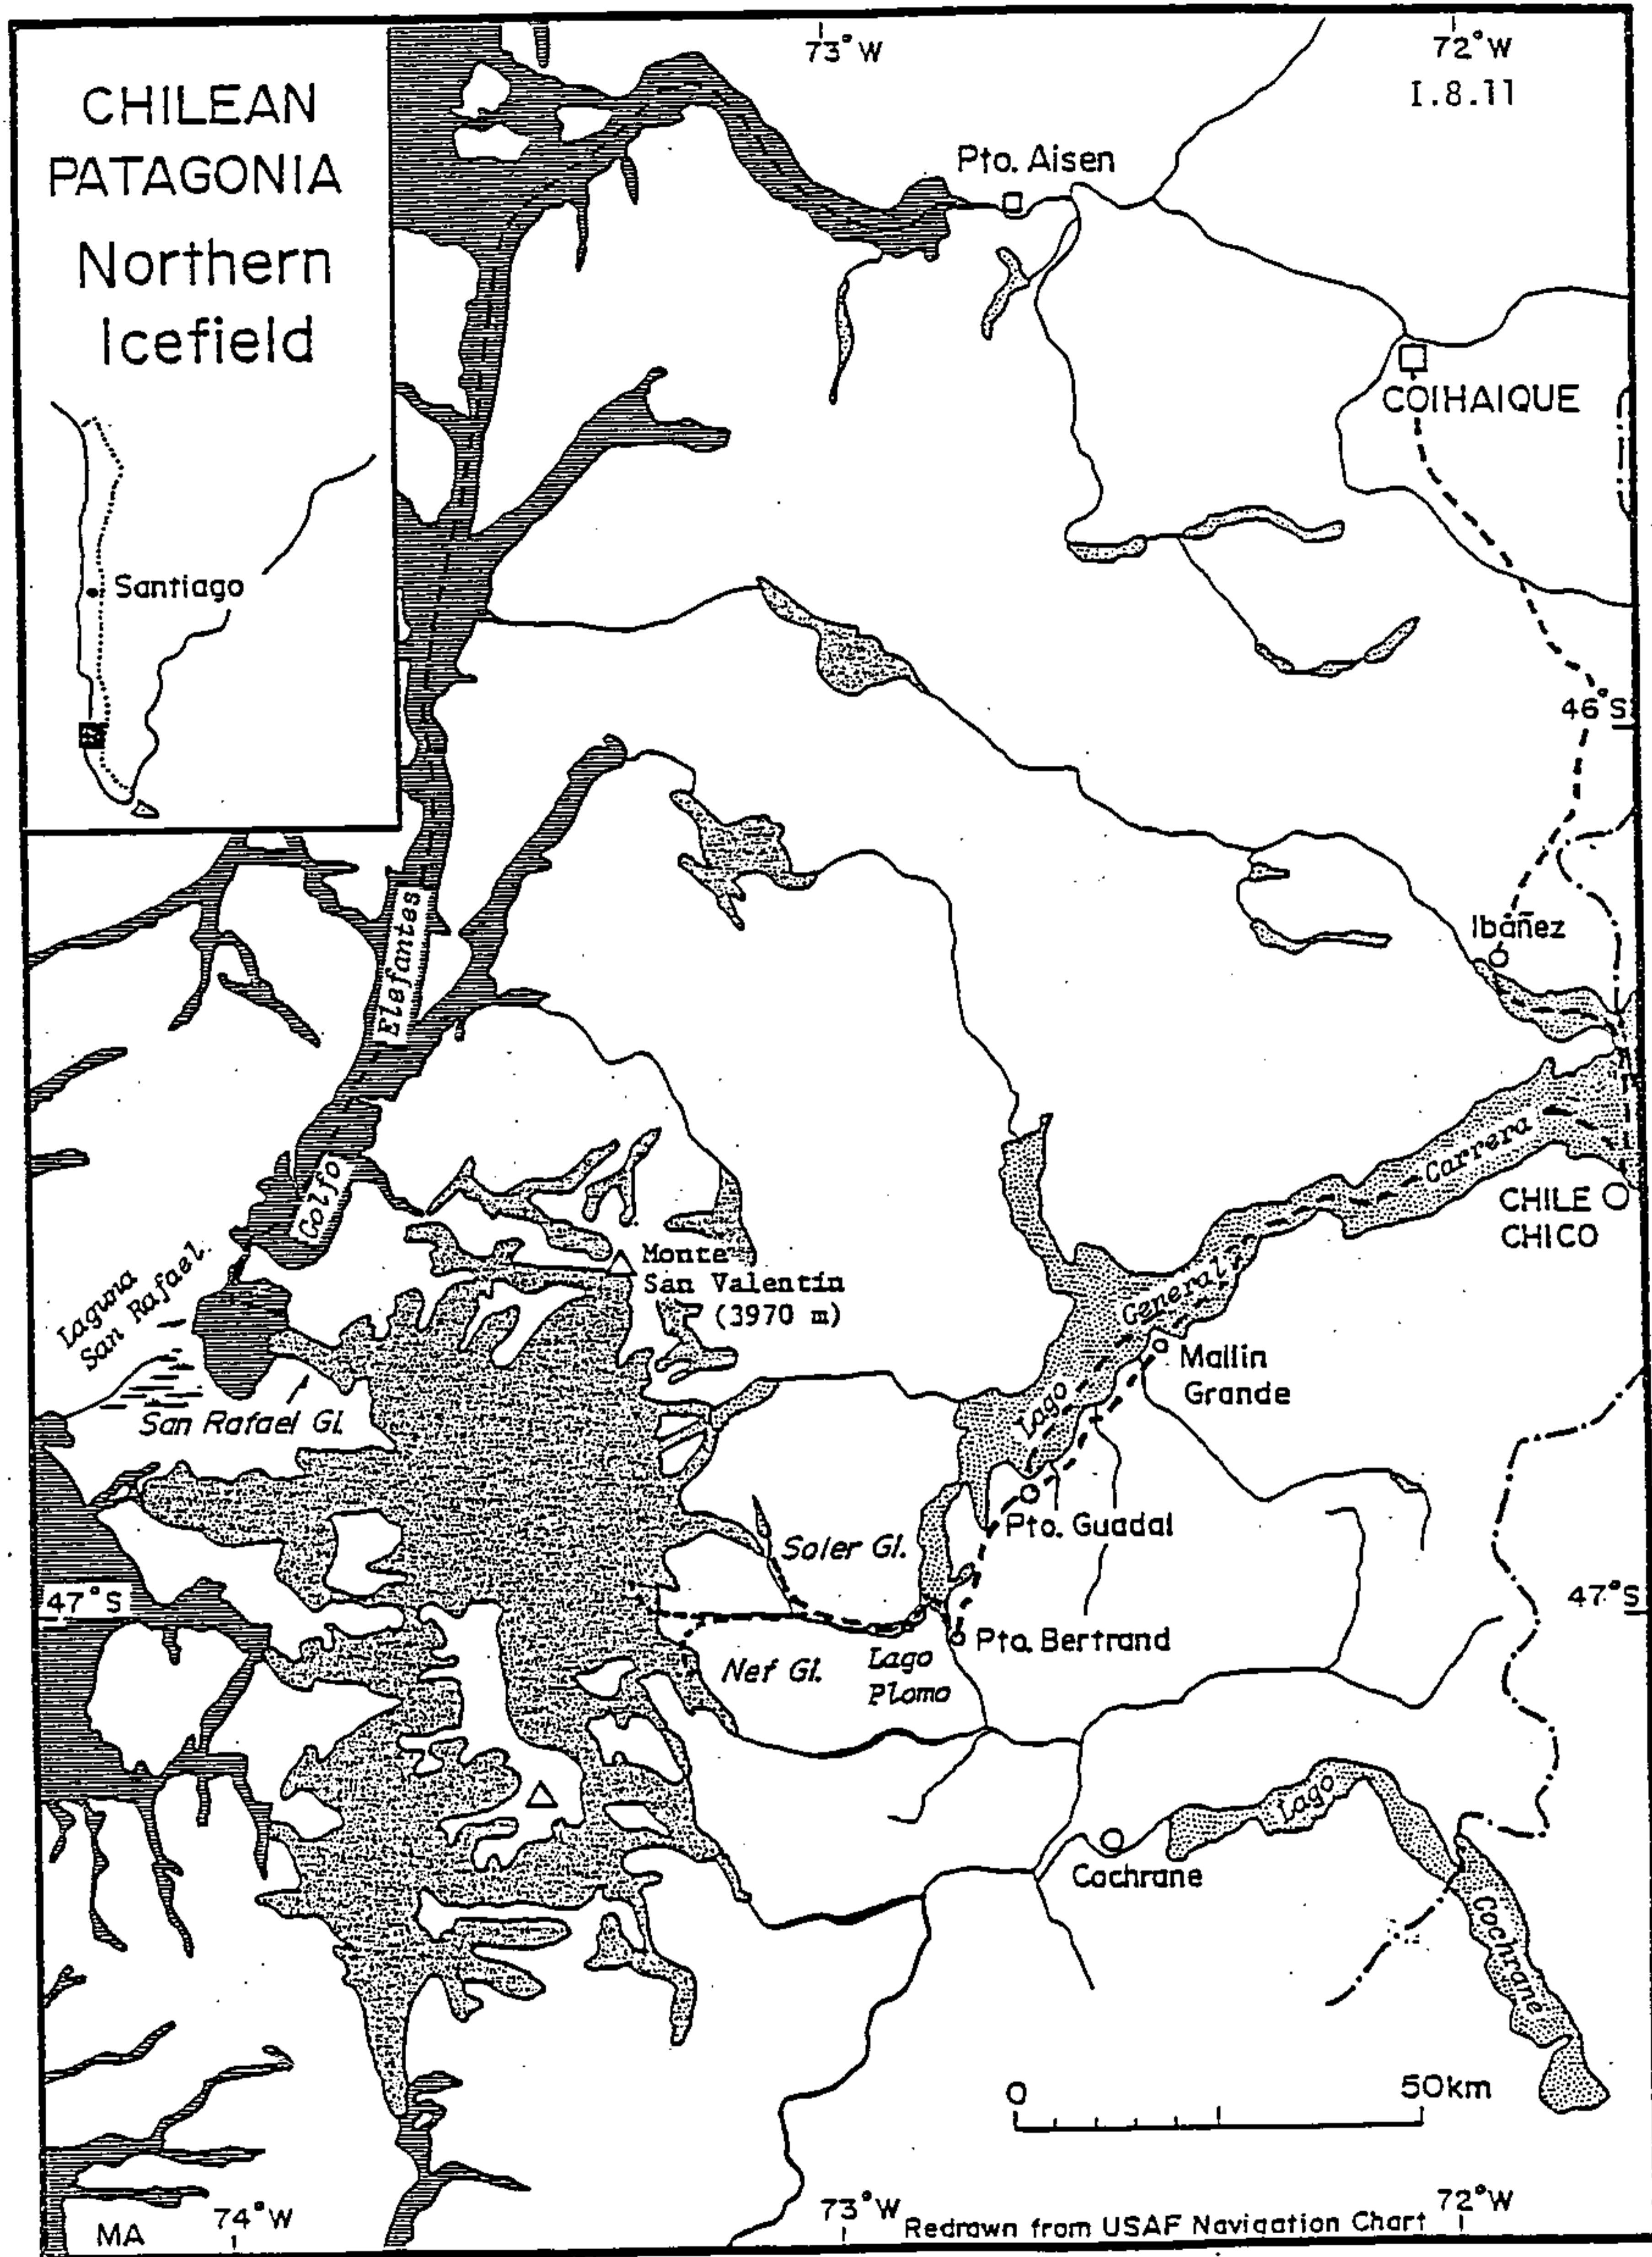 73°W
72°W
I.8.11
CHILEAN
PATAGONIA
Northern
Icefield
Santiago
Pto. Aisen
COIHAIQUE
46°S
Ibáñez
Elefantes
Golfo
Carrera
General
Lago
CHILE
CHICO
Monte
San Valentín
(3970 m)
Laguna
San Rafael
San Rafael Gl.
Mallin
Grande
Pto. Guadal
Soler Gl.
47°S
47°S
Pto. Bertrand
Nef Gl.
Lago
Plomo
Lago
Cochrane
Cochrane
0
50km
74°W
73°W
72°W
MA
Redrawn from USAF Navigation Chart